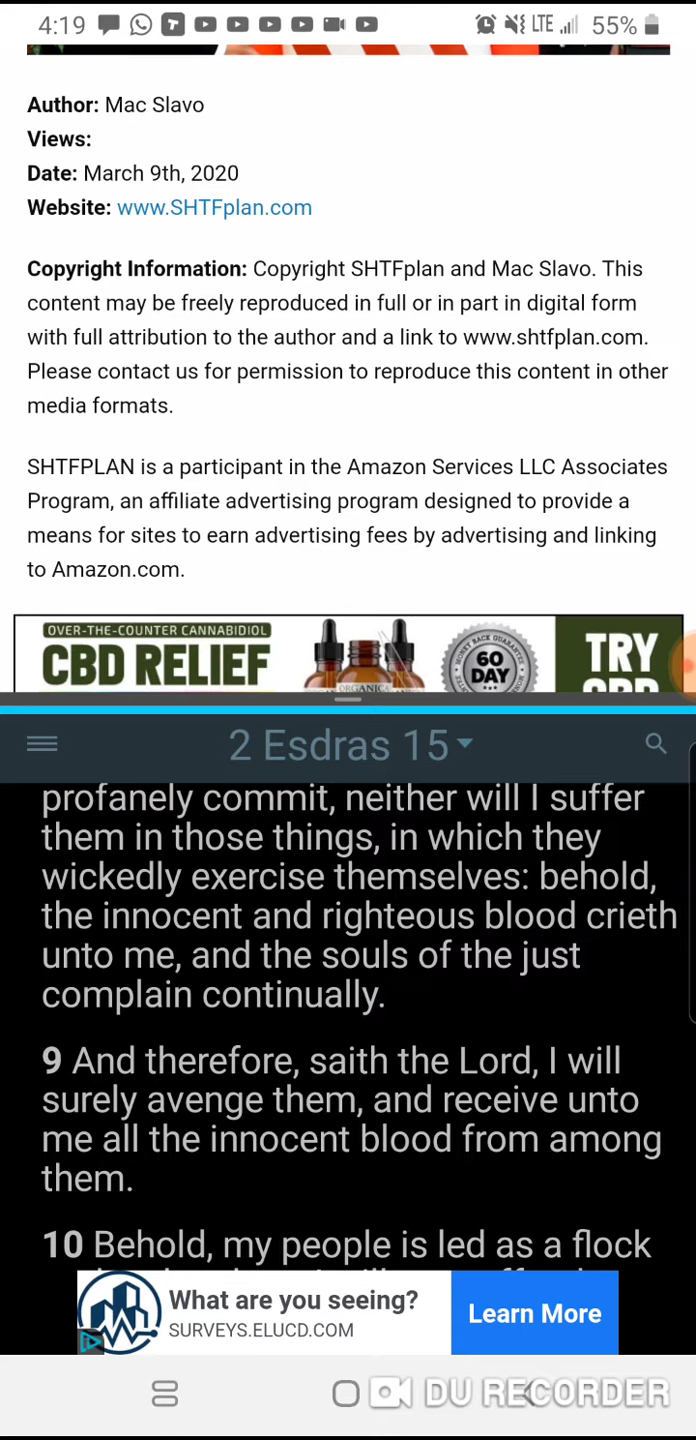 4:19 LTE 55%
Author: Mac Slavo
Views:
Date: March 9th, 2020
Website: www.SHTFplan.com
Copyright Information: Copyright SHTFplan and Mac Slavo. This
content may be freely reproduced in full or in part in digital form
with full attribution to the author and a link to www.shtfplan.com.
Please contact us for permission to reproduce this content in other
media formats.
SHTFPLAN is a participant in the Amazon Services LLC Associates
Program, an affiliate advertising program designed to provide a
means for sites to earn advertising fees by advertising and linking
to Amazon.com.
OVER-THE-COUNTER CANNABIDIOL
CBD RELIEF
ORGANICA
MONEY BACK GUARANTEE
60
DAY
TRY
CBD
2 Esdras 15
profanely commit, neither will I suffer
them in those things, in which they
wickedly exercise themselves: behold,
the innocent and righteous blood crieth
unto me, and the souls of the just
complain continually.
9 And therefore, saith the Lord, I will
surely avenge them, and receive unto
me all the innocent blood from among
them.
10 Behold, my people is led as a flock
What are you seeing?
SURVEYS.ELUCD.COM
Learn More
DU RECORDER